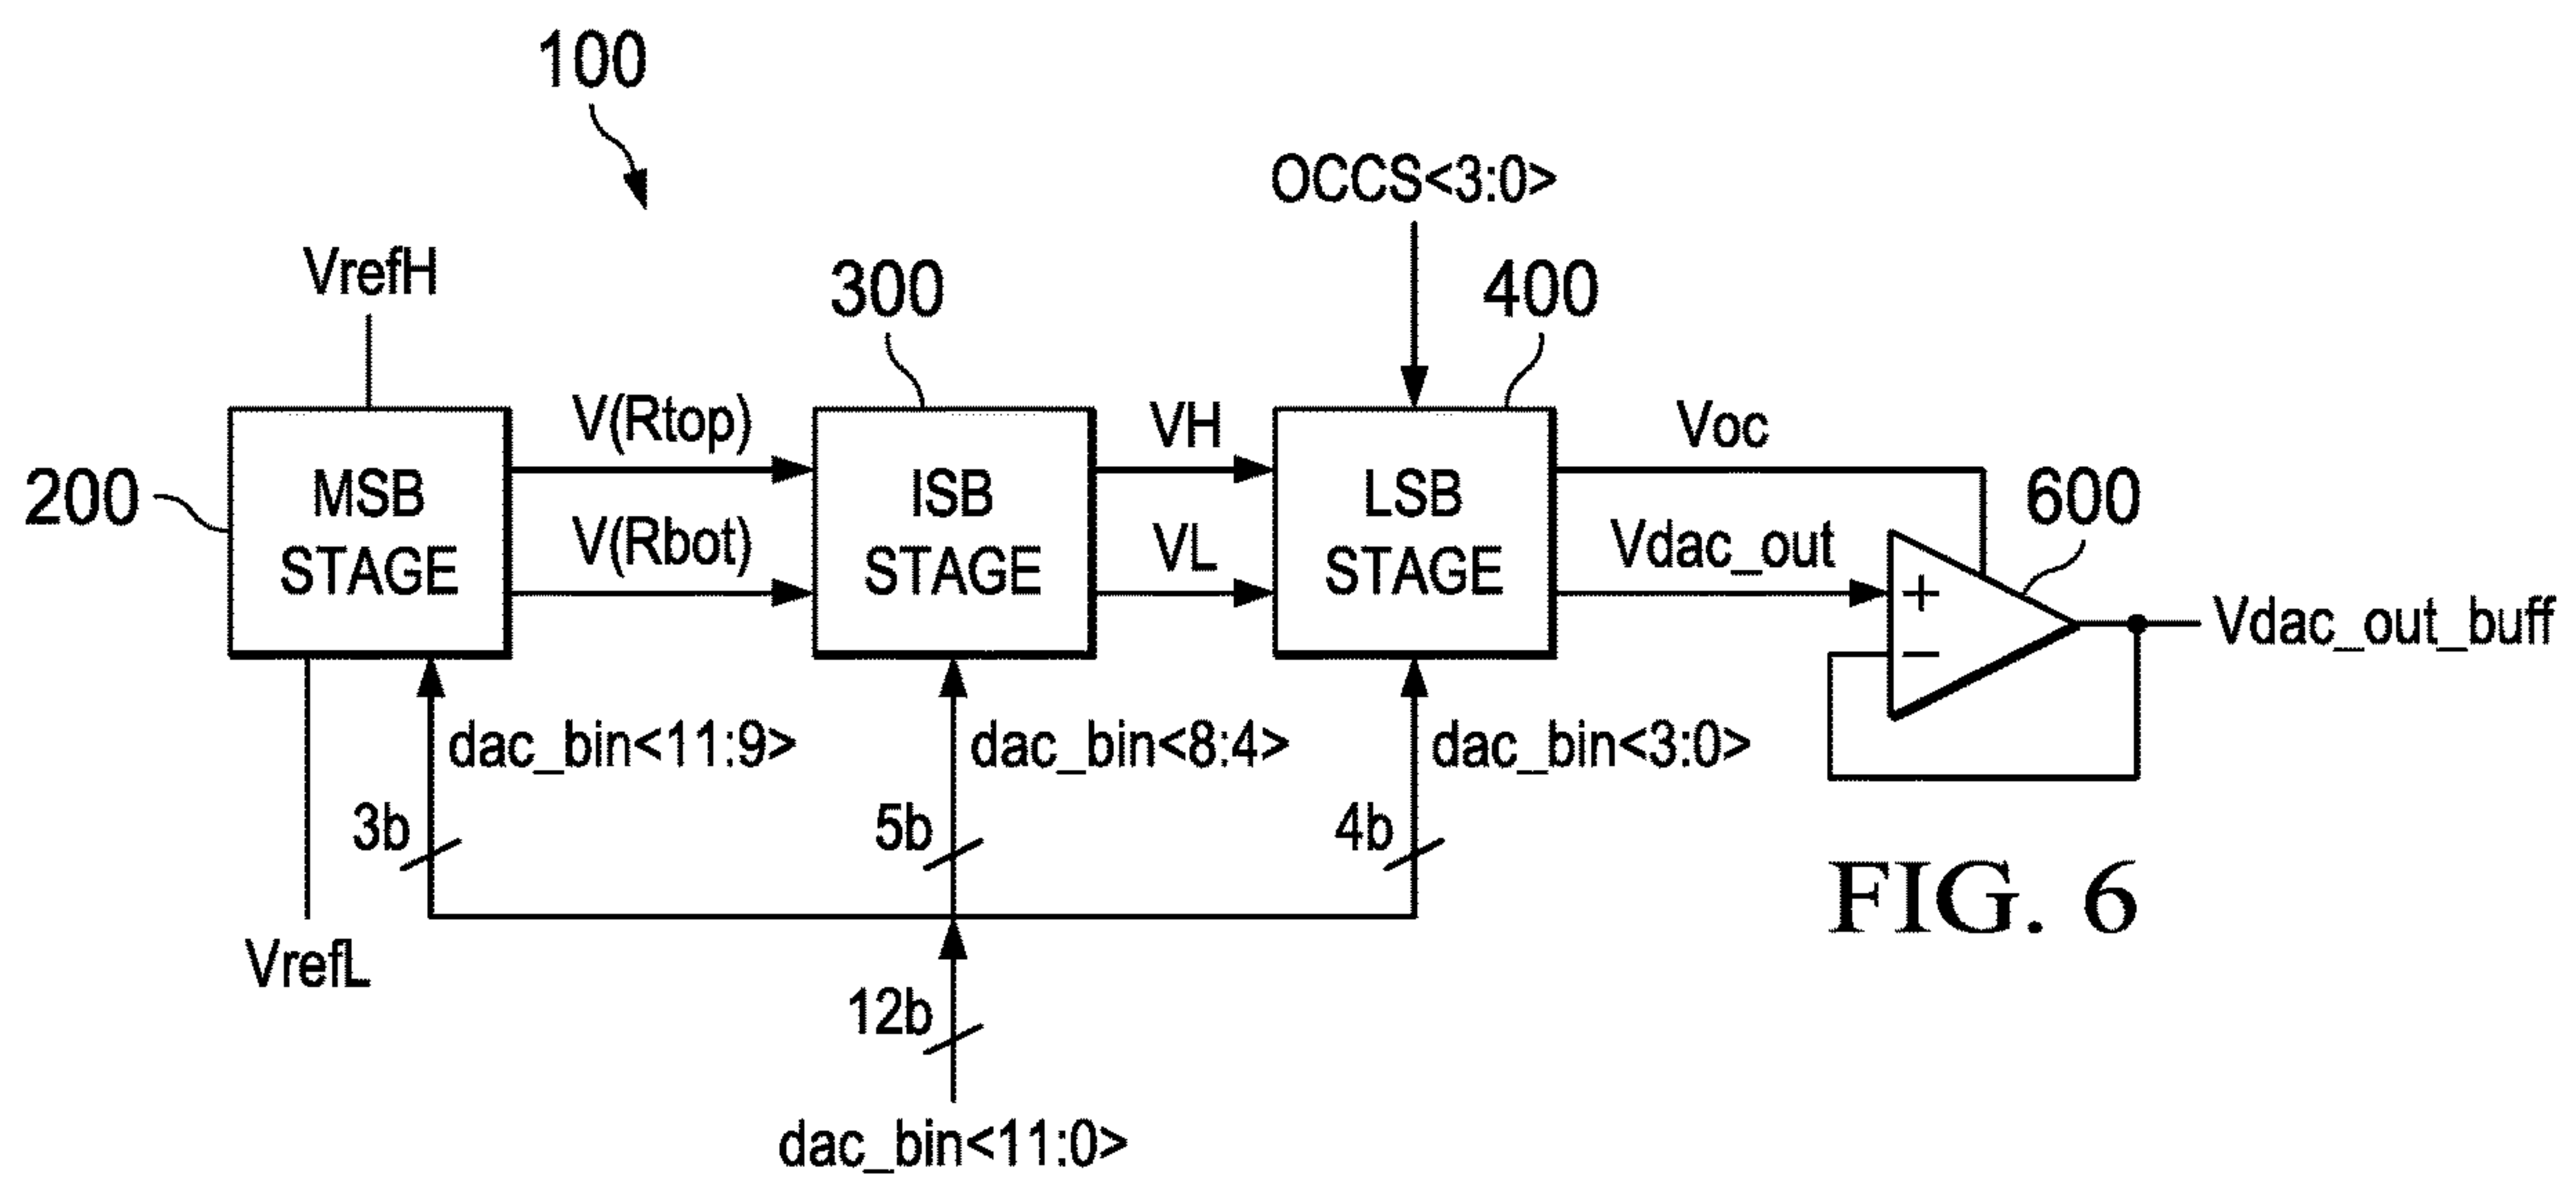 100
OCCS<3:0>
VrefH
300
400
V(Rtop)
VH
Voc
200
MSB
STAGE
ISB
STAGE
LSB
STAGE
600
V(Rbot)
VL
Vdac_out
+
−
Vdac_out_buff
dac_bin<11:9>
dac_bin<8:4>
dac_bin<3:0>
3b
5b
4b
FIG. 6
VrefL
12b
dac_bin<11:0>